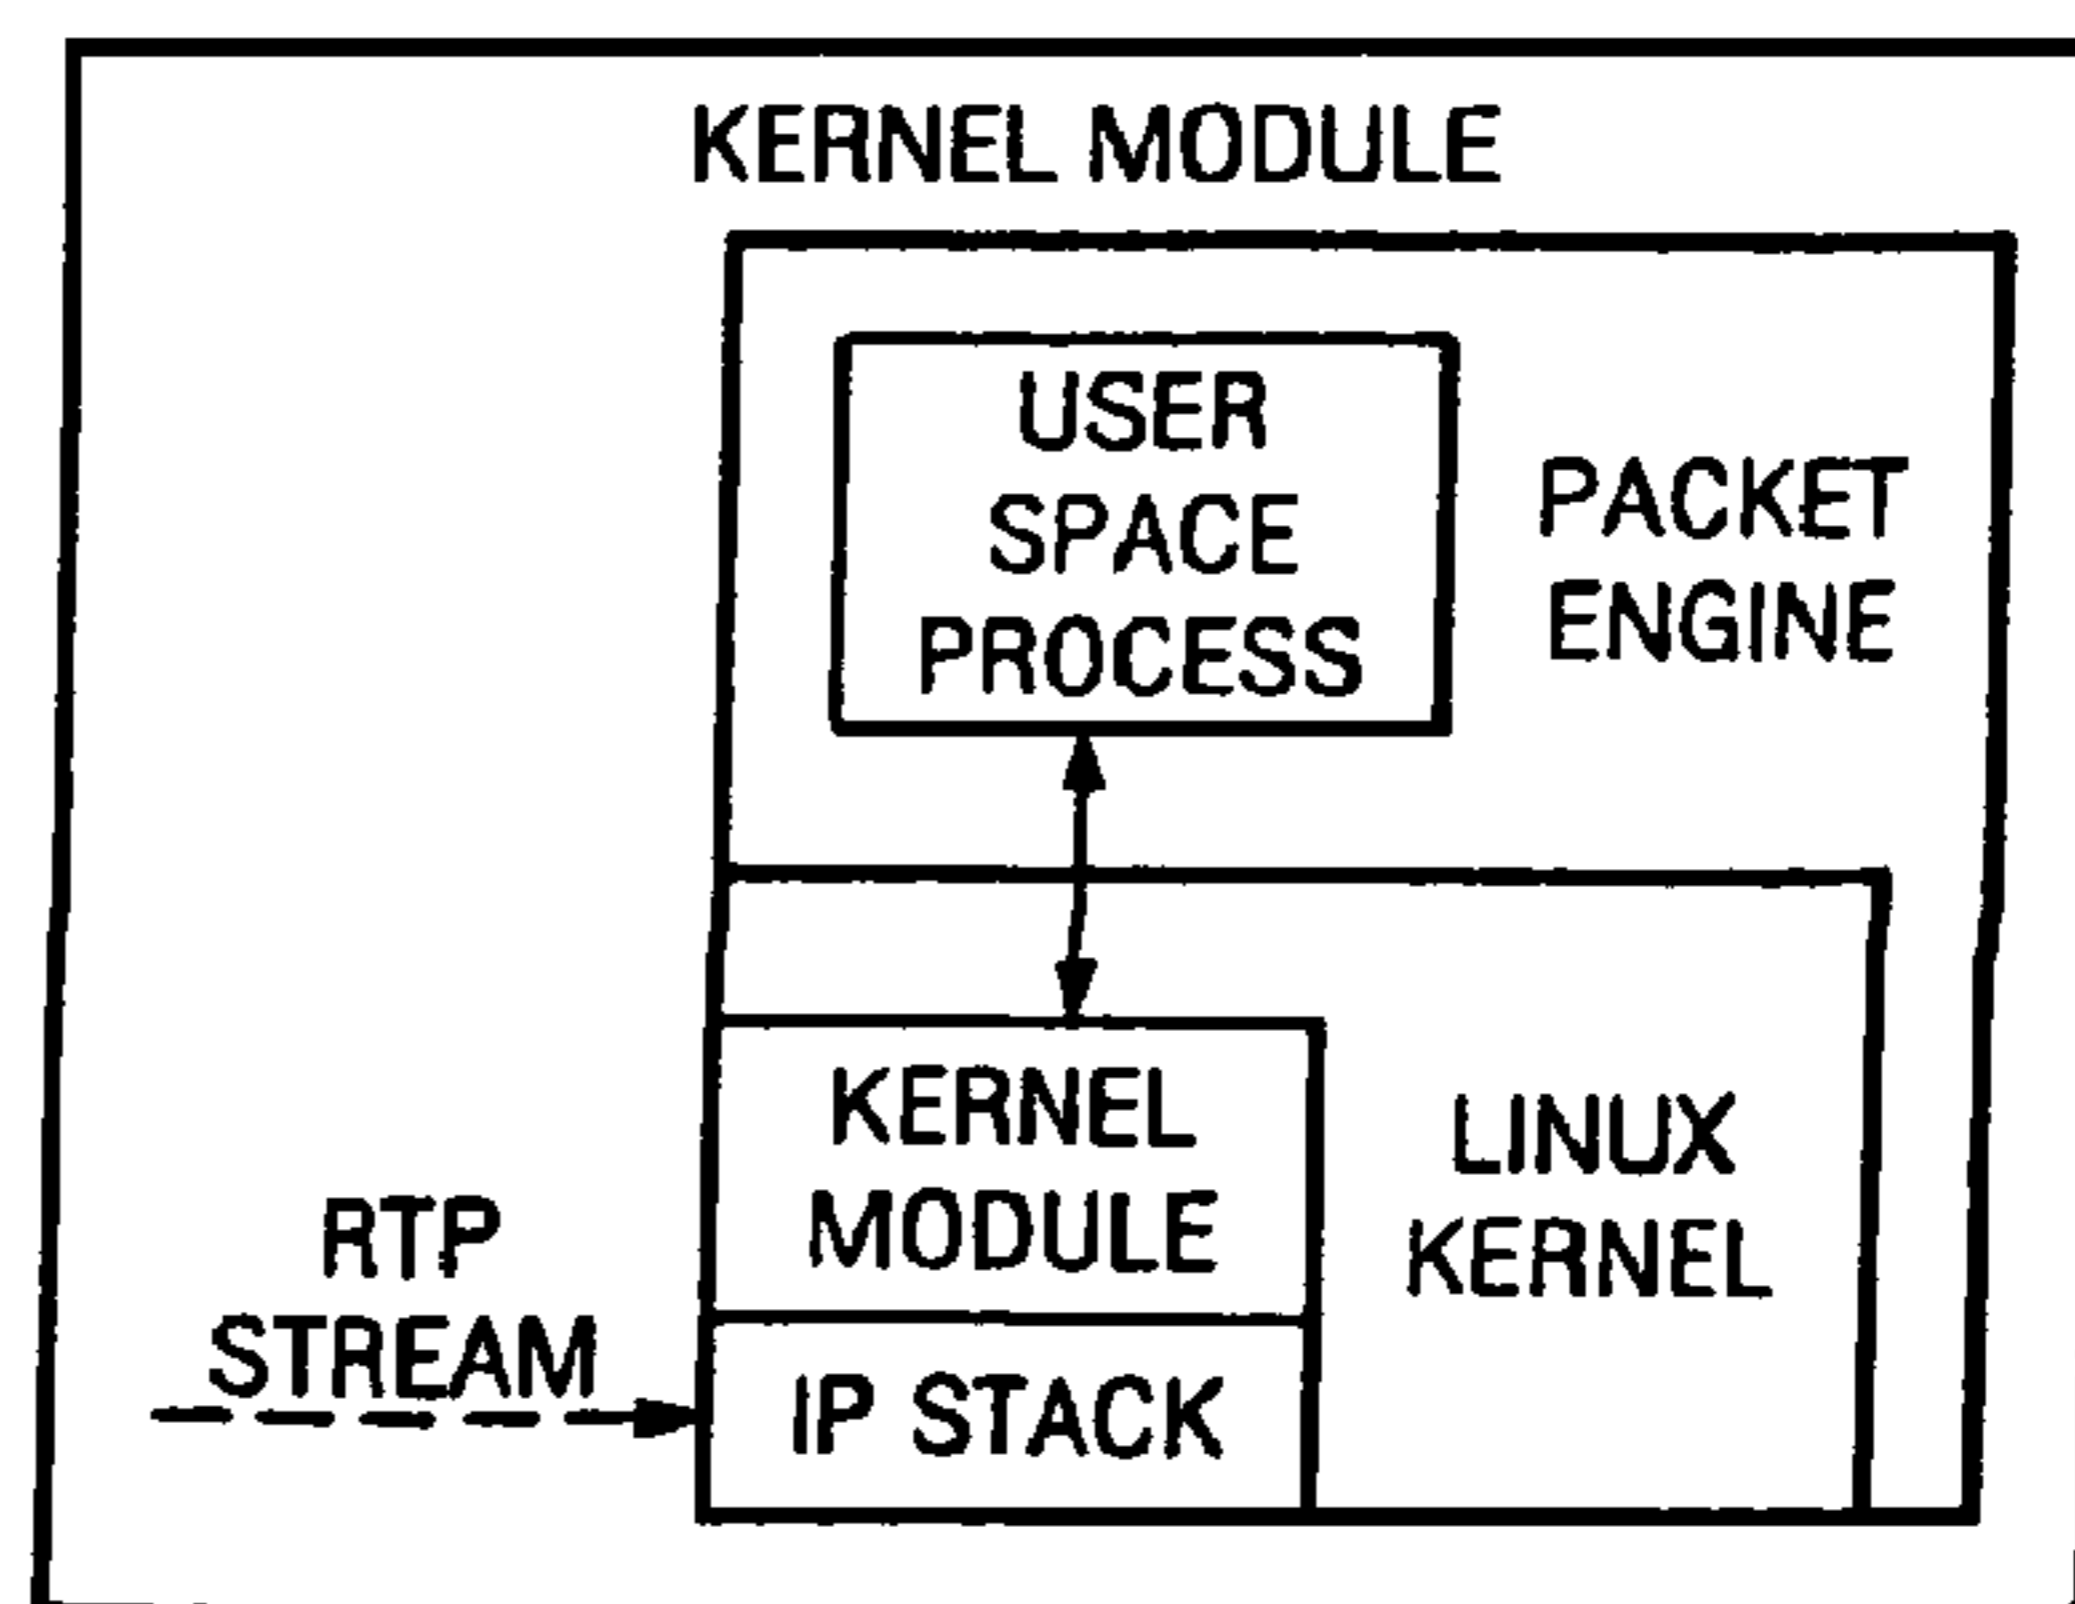 KERNEL MODULE
USER
SPACE
PROCESS
PACKET
ENGINE
KERNEL
MODULE
LINUX
KERNEL
RTP
STREAM
IP STACK